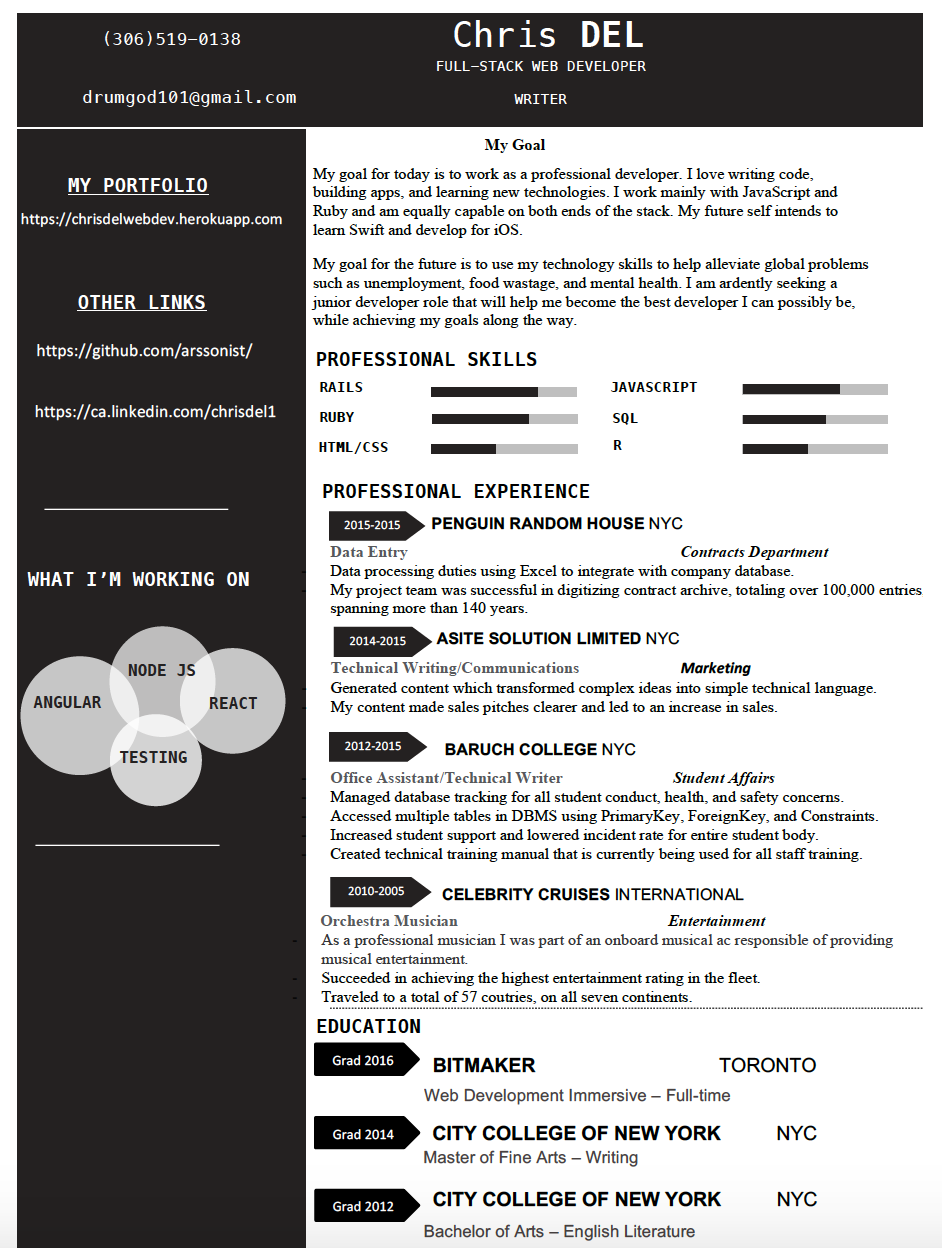 (306)519-0138
drumgod101@gmail.com
Chris DEL
FULL-STACK WEB DEVELOPER
WRITER
MY PORTFOLIO
https://chrisdelwebdev.herokuapp.com
OTHER LINKS
https://github.com/arssonist/
https://ca.linkedin.com/chrisdel1
WHAT I’M WORKING ON
NODE JS
ANGULAR
REACT
TESTING
My Goal
My goal for today is to work as a professional developer. I love writing code,
building apps, and learning new technologies. I work mainly with JavaScript and
Ruby and am equally capable on both ends of the stack. My future self intends to
learn Swift and develop for iOS.
My goal for the future is to use my technology skills to help alleviate global problems
such as unemployment, food wastage, and mental health. I am ardently seeking a
junior developer role that will help me become the best developer I can possibly be,
while achieving my goals along the way.
PROFESSIONAL SKILLS
RAILS JAVASCRIPT
RUBY SQL
HTML/CSS R
PROFESSIONAL EXPERIENCE
2015-2015 PENGUIN RANDOM HOUSE NYC
Data Entry Contracts Department
- Data processing duties using Excel to integrate with company database.
- My project team was successful in digitizing contract archive, totaling over 100,000 entries
spanning more than 140 years.
2014-2015 ASITE SOLUTION LIMITED NYC
Technical Writing/Communications Marketing
- Generated content which transformed complex ideas into simple technical language.
- My content made sales pitches clearer and led to an increase in sales.
2012-2015 BARUCH COLLEGE NYC
Office Assistant/Technical Writer Student Affairs
- Managed database tracking for all student conduct, health, and safety concerns.
- Accessed multiple tables in DBMS using PrimaryKey, ForeignKey, and Constraints.
- Increased student support and lowered incident rate for entire student body.
- Created technical training manual that is currently being used for all staff training.
2010-2005 CELEBRITY CRUISES INTERNATIONAL
Orchestra Musician Entertainment
- As a professional musician I was part of an onboard musical ac responsible of providing
musical entertainment.
- Succeeded in achieving the highest entertainment rating in the fleet.
- Traveled to a total of 57 coutries, on all seven continents.
EDUCATION
Grad 2016 BITMAKER TORONTO
Web Development Immersive – Full-time
Grad 2014 CITY COLLEGE OF NEW YORK NYC
Master of Fine Arts – Writing
Grad 2012 CITY COLLEGE OF NEW YORK NYC
Bachelor of Arts – English Literature